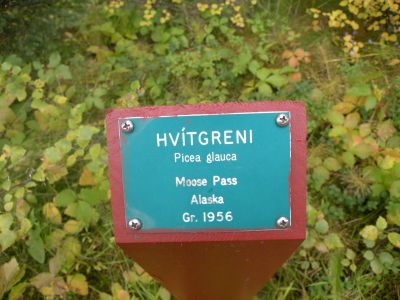 HVÍTGRENI
Picea glauca
Moose Pass
Alaska
Gr. 1956